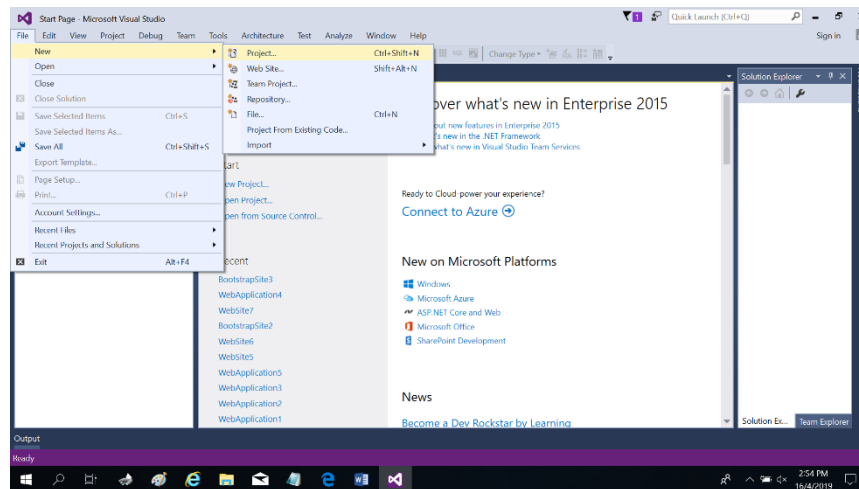 Start Page - Microsoft Visual Studio
1
Quick Launch (Ctrl+Q)
File Edit View Project Debug Team Tools Architecture Test Analyze Window Help
Sign in
New
Open
Close
Close Solution
Save Selected Items Ctrl+S
Save Selected Items As...
Save All Ctrl+Shift+S
Export Template...
Page Setup...
Print... Ctrl+P
Account Settings...
Recent Files
Recent Projects and Solutions
Exit Alt+F4
Project... Ctrl+Shift+N
Web Site... Shift+Alt+N
Team Project...
Repository...
File... Ctrl+N
Project From Existing Code...
Import
Change Type
over what's new in Enterprise 2015
out new features in Enterprise 2015
's new in the .NET Framework
what's new in Visual Studio Team Services
tart
ew Project...
pen Project...
pen from Source Control...
Ready to Cloud-power your experience?
Connect to Azure
ecent
BootstrapSite3
WebApplication4
WebSite7
BootstrapSite2
WebSite6
WebSite5
WebApplication5
WebApplication3
WebApplication2
WebApplication1
New on Microsoft Platforms
Windows
Microsoft Azure
ASP.NET Core and Web
Microsoft Office
SharePoint Development
News
Become a Dev Rockstar by Learning
Solution Explorer
Solution Ex... Team Explorer
Output
Ready
2:54 PM
16/4/2019